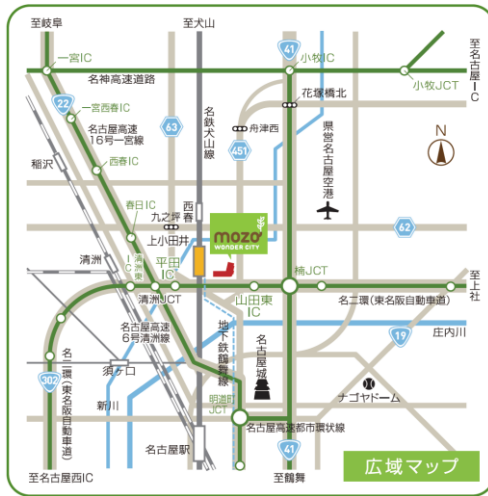 至岐阜
至犬山
41
至名古屋IC
一宮IC
小牧IC
名神高速道路
小牧JCT
22
一宮西春IC
名鉄犬山線
花塚橋北
名古屋高速
16号一宮線
63
舟津西
稲沢
451
県営名古屋空港
N
西春IC
西春
春日IC
九之坪
mozo
WONDER CITY
62
上小田井
清洲
清洲東IC
平田
IC
楠JCT
至上社
清洲JCT
山田東
IC
名二環(東名阪自動車道)
名古屋高速
6号清洲線
地下鉄鶴舞線
庄内川
19
名古屋城
須ヶ口
302
名二環(東名阪自動車道)
新川
明道町
JCT
ナゴヤドーム
名古屋高速都市環状線
名古屋駅
41
至名古屋西IC
至鶴舞
広域マップ